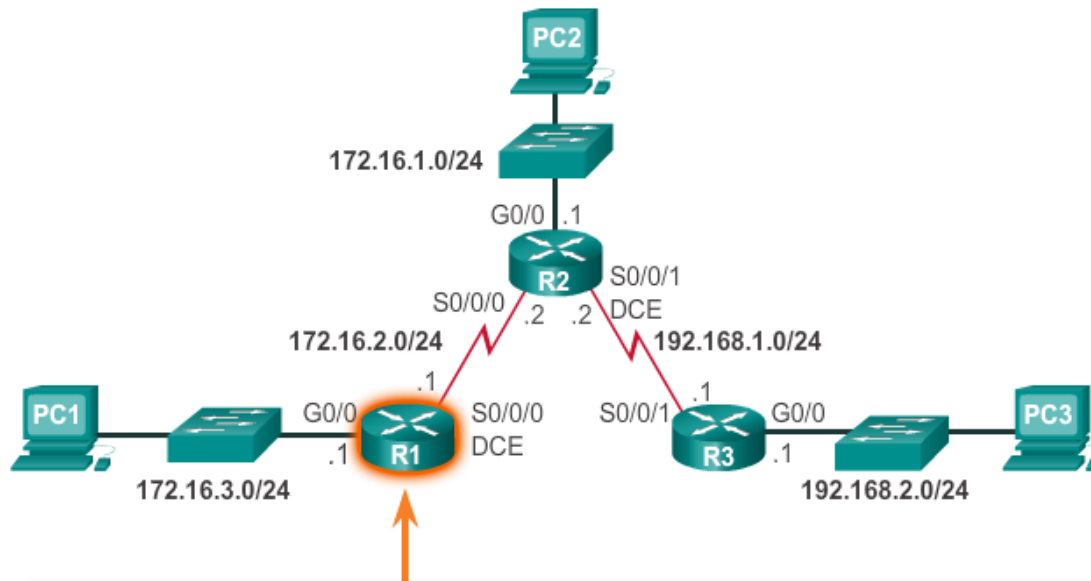 PC2
172.16.1.0/24
G0/0 .1
R2
S0/0/1
DCE
S0/0/0
.2 .2
172.16.2.0/24
192.168.1.0/24
.1
.1
PC1
G0/0
S0/0/0
DCE
.1
R1
S0/0/1
G0/0
PC3
R3
.1
172.16.3.0/24
192.168.2.0/24